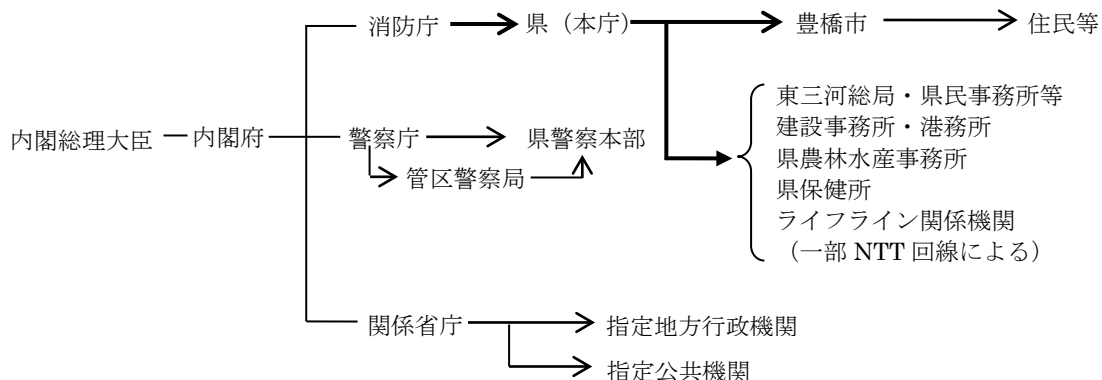 消防庁 県（本庁） 豊橋市 住民等
東三河総局・県民事務所等
建設事務所・港務所
内閣総理大臣 内閣府 警察庁 県警察本部
県農林水産事務所
管区警察局
県保健所
ライフライン関係機関
（一部 NTT 回線による）
関係省庁 指定地方行政機関
指定公共機関